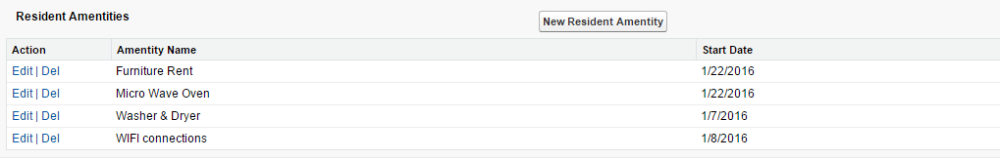 Resident Amentities
New Resident Amentity
Action Amentity Name Start Date
Edit | Del Furniture Rent 1/22/2016
Edit | Del Micro Wave Oven 1/22/2016
Edit | Del Washer & Dryer 1/7/2016
Edit | Del WIFI connections 1/8/2016